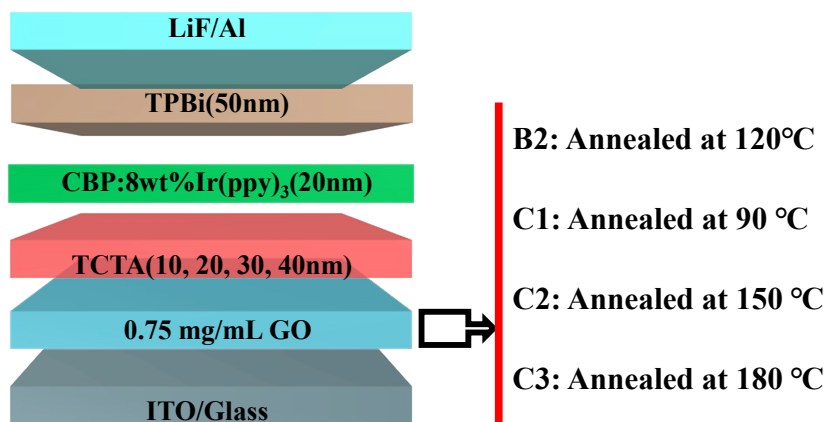 LiF/Al
TPBi(50nm)
CBP:8wt%Ir(ppy)₃(20nm)
TCTA(10, 20, 30, 40nm)
0.75 mg/mL GO
ITO/Glass
B2: Annealed at 120℃
C1: Annealed at 90 ℃
C2: Annealed at 150 ℃
C3: Annealed at 180 ℃